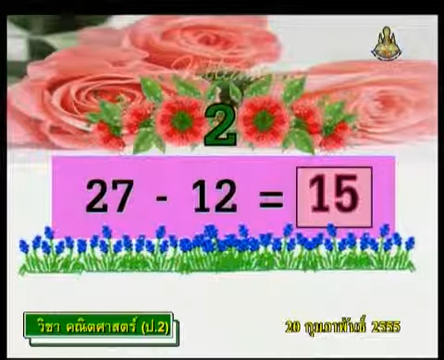 2
27 - 12 = 15
วิชา คณิตศาสตร์ (ป.2)
20 กุมภาพันธ์ 2555